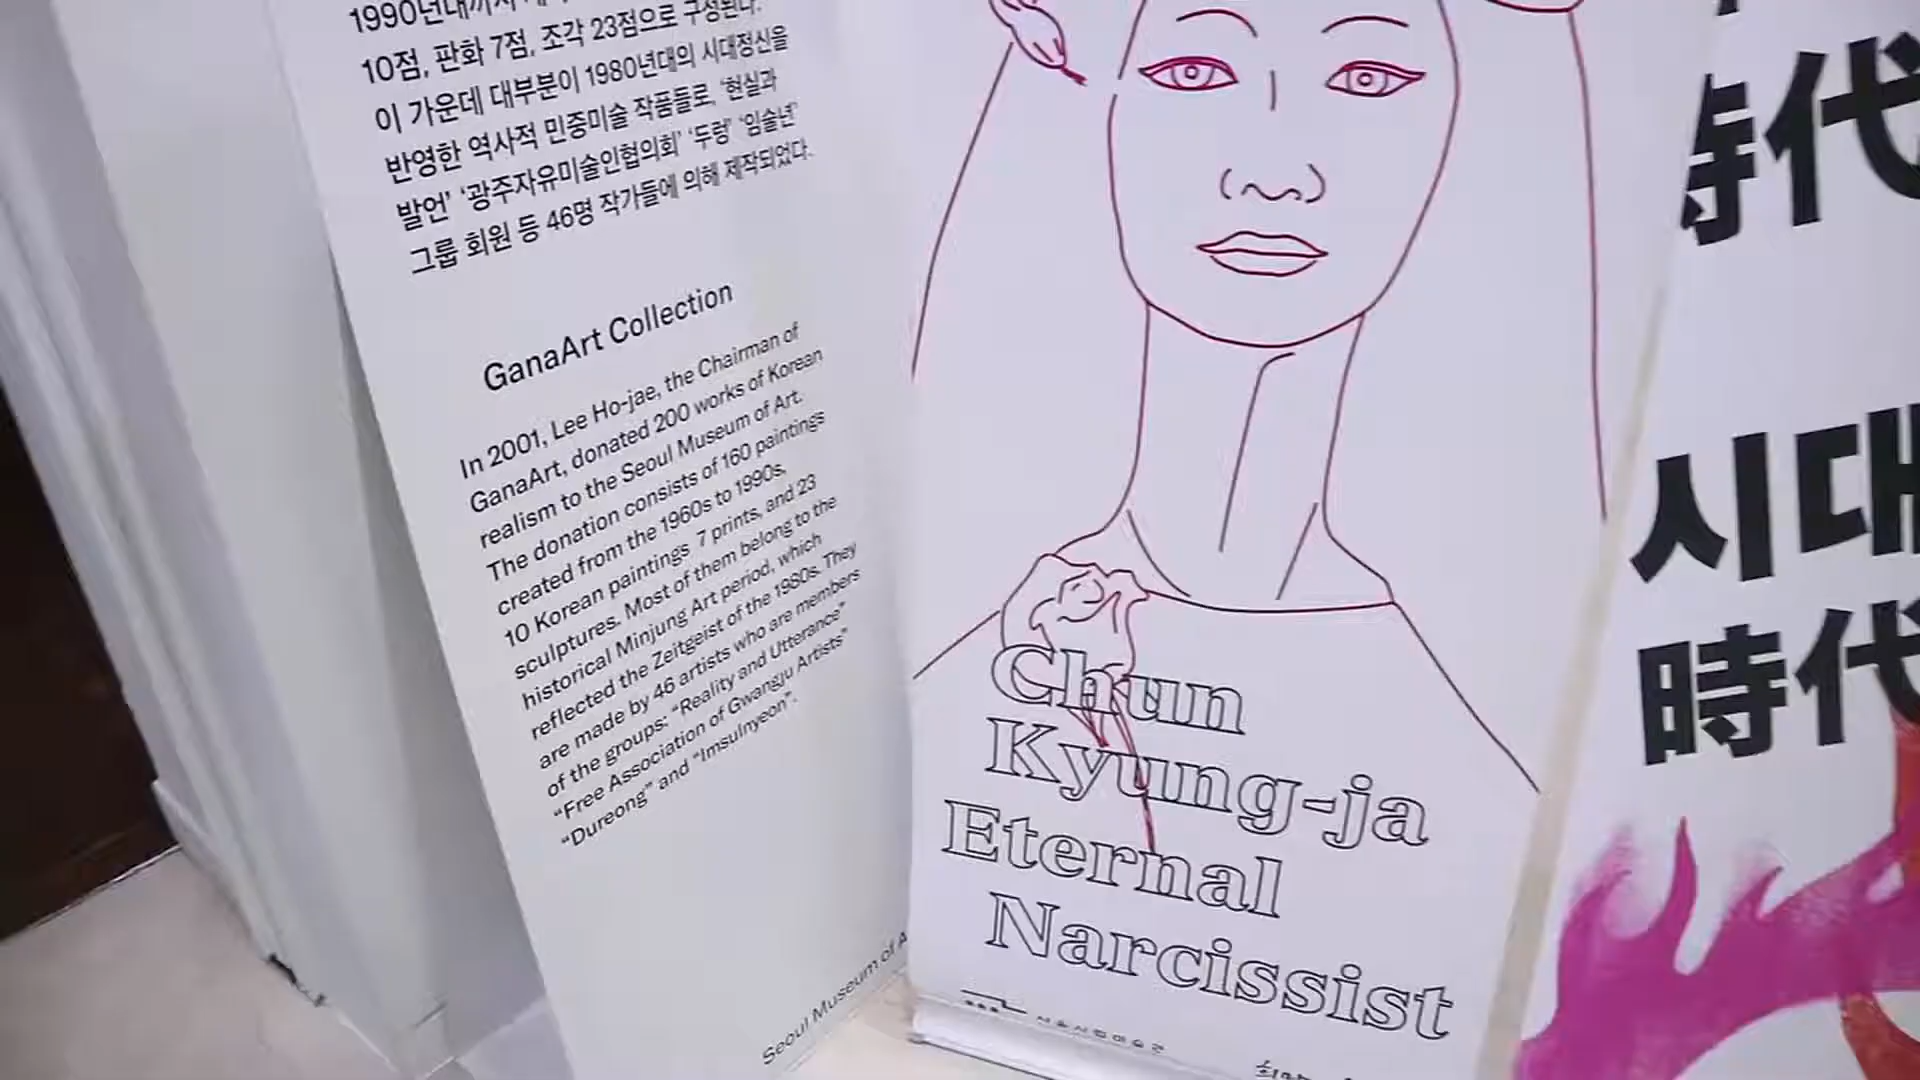 10점, 판화 7점, 조각 23점으로 구성된다.
이 가운데 대부분이 1980년대의 시대정신을
반영한 역사적 민중미술 작품들로, ‘현실과
발언’ ‘광주자유미술인협의회’ ‘두렁’ ‘임술년’
그룹 회원 등 46명 작가들에 의해 제작되었다.
GanaArt Collection
In 2001, Lee Ho-jae, the Chairman of
GanaArt, donated 200 works of Korean
realism to the Seoul Museum of Art.
The donation consists of 160 paintings
created from the 1960s to 1990s,
10 Korean paintings 7 prints, and 23
sculptures. Most of them belong to the
historical Minjung Art period, which
reflected the Zeitgeist of the 1980s. They
are made by 46 artists who are members
of the groups: “Reality and Utterance”
“Free Association of Gwangju Artists”
“Dureong” and “Imsulnyeon”.
Seoul Museum of
Chun
Kyung-ja
Eternal
Narcissist
서울시립미술관
時代
시대
時代